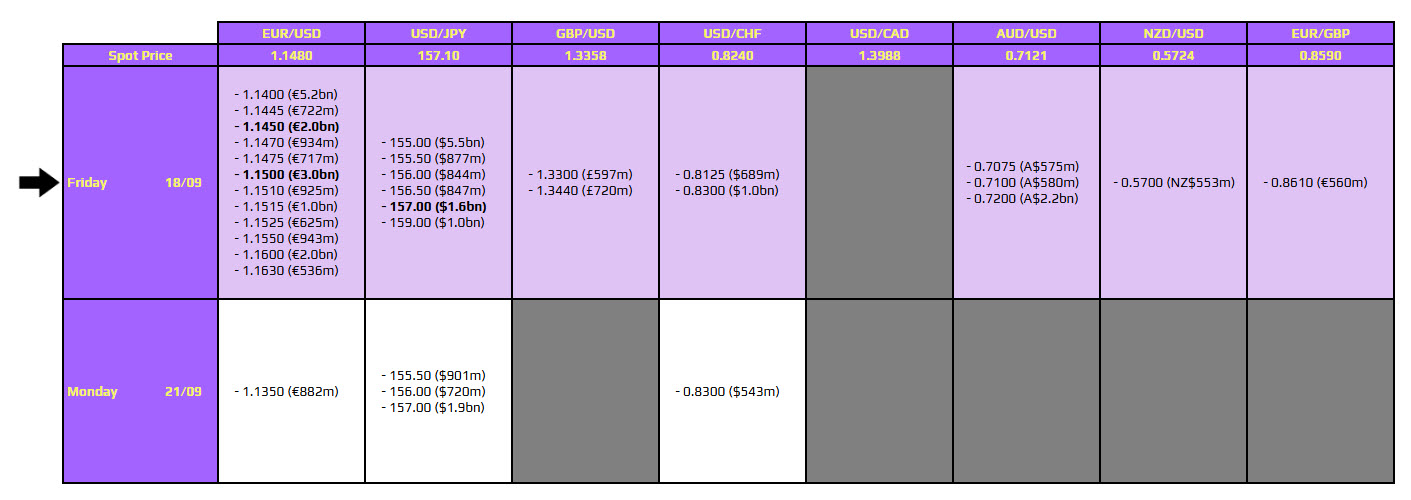 EUR/USD USD/JPY GBP/USD USD/CHF USD/CAD AUD/USD NZD/USD EUR/GBP
Spot Price 1.1480 157.10 1.3358 0.8240 1.3988 0.7121 0.5724 0.8590
Friday 18/09
- 1.1400 (€5.2bn)
- 1.1445 (€722m)
- 1.1450 (€2.0bn)
- 1.1470 (€934m)
- 1.1475 (€717m)
- 1.1500 (€3.0bn)
- 1.1510 (€925m)
- 1.1515 (€1.0bn)
- 1.1525 (€625m)
- 1.1550 (€943m)
- 1.1600 (€2.0bn)
- 1.1630 (€536m)
- 155.00 ($5.5bn)
- 155.50 ($877m)
- 156.00 ($844m)
- 156.50 ($847m)
- 157.00 ($1.6bn)
- 159.00 ($1.0bn)
- 1.3300 (£597m)
- 1.3440 (£720m)
- 0.8125 ($689m)
- 0.8300 ($1.0bn)
- 0.7075 (A$575m)
- 0.7100 (A$580m)
- 0.7200 (A$2.2bn)
- 0.5700 (NZ$553m)
- 0.8610 (€560m)
Monday 21/09
- 1.1350 (€882m)
- 155.50 ($901m)
- 156.00 ($720m)
- 157.00 ($1.9bn)
- 0.8300 ($543m)